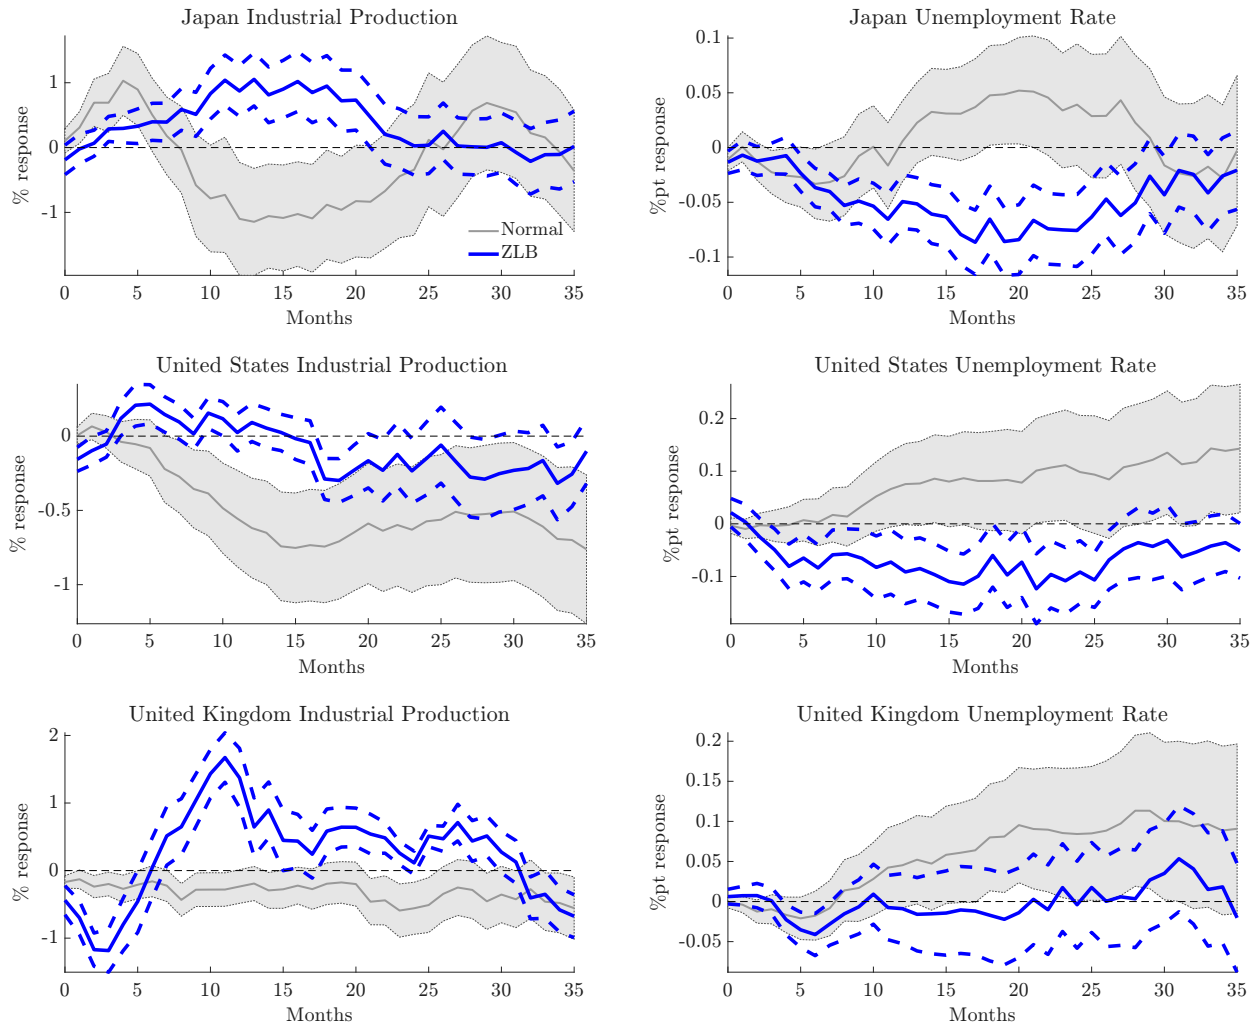 Japan Industrial Production
% response
1
0
-1
Normal
ZLB
0 5 10 15 20 25 30 35
Months
Japan Unemployment Rate
%pt response
0.1
0.05
0
-0.05
-0.1
0 5 10 15 20 25 30 35
Months
United States Industrial Production
% response
0
-0.5
-1
0 5 10 15 20 25 30 35
Months
United States Unemployment Rate
%pt response
0.2
0.1
0
-0.1
0 5 10 15 20 25 30 35
Months
United Kingdom Industrial Production
% response
2
1
0
-1
0 5 10 15 20 25 30 35
Months
United Kingdom Unemployment Rate
%pt response
0.2
0.15
0.1
0.05
0
-0.05
0 5 10 15 20 25 30 35
Months